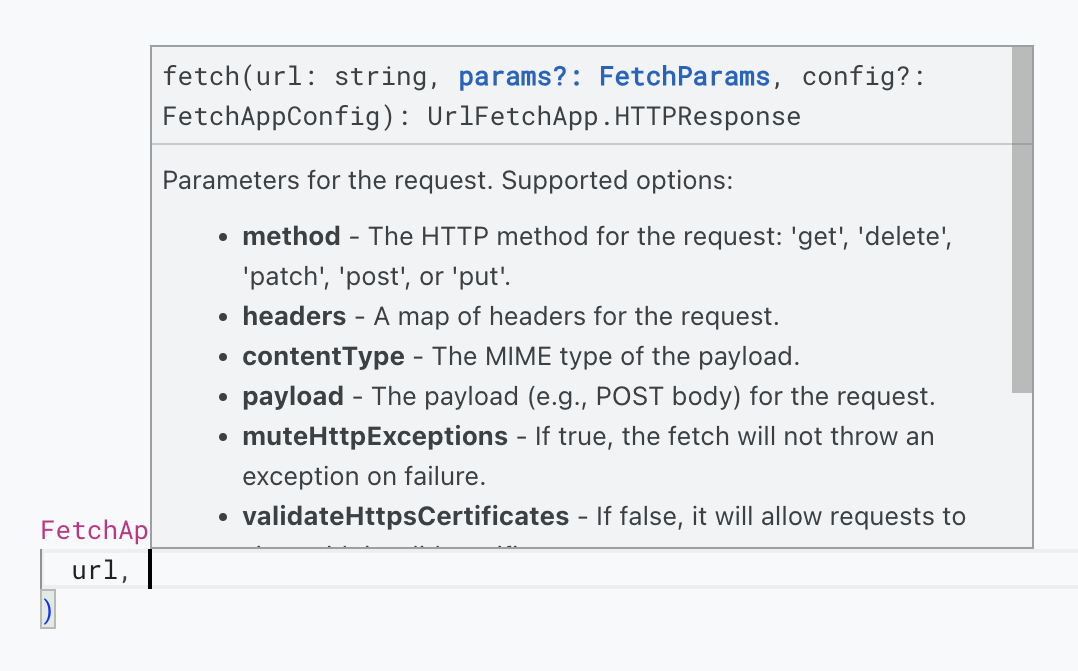 fetch(url: string, params?: FetchParams, config?:
FetchAppConfig): UrlFetchApp.HTTPResponse
Parameters for the request. Supported options:
• method - The HTTP method for the request: 'get', 'delete',
'patch', 'post', or 'put'.
• headers - A map of headers for the request.
• contentType - The MIME type of the payload.
• payload - The payload (e.g., POST body) for the request.
• muteHttpExceptions - If true, the fetch will not throw an
exception on failure.
• validateHttpsCertificates - If false, it will allow requests to
FetchAp
url,
)